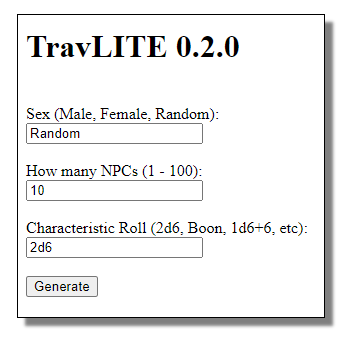 TravLITE 0.2.0
Sex (Male, Female, Random):
Random
How many NPCs (1 - 100):
10
Characteristic Roll (2d6, Boon, 1d6+6, etc):
2d6
Generate